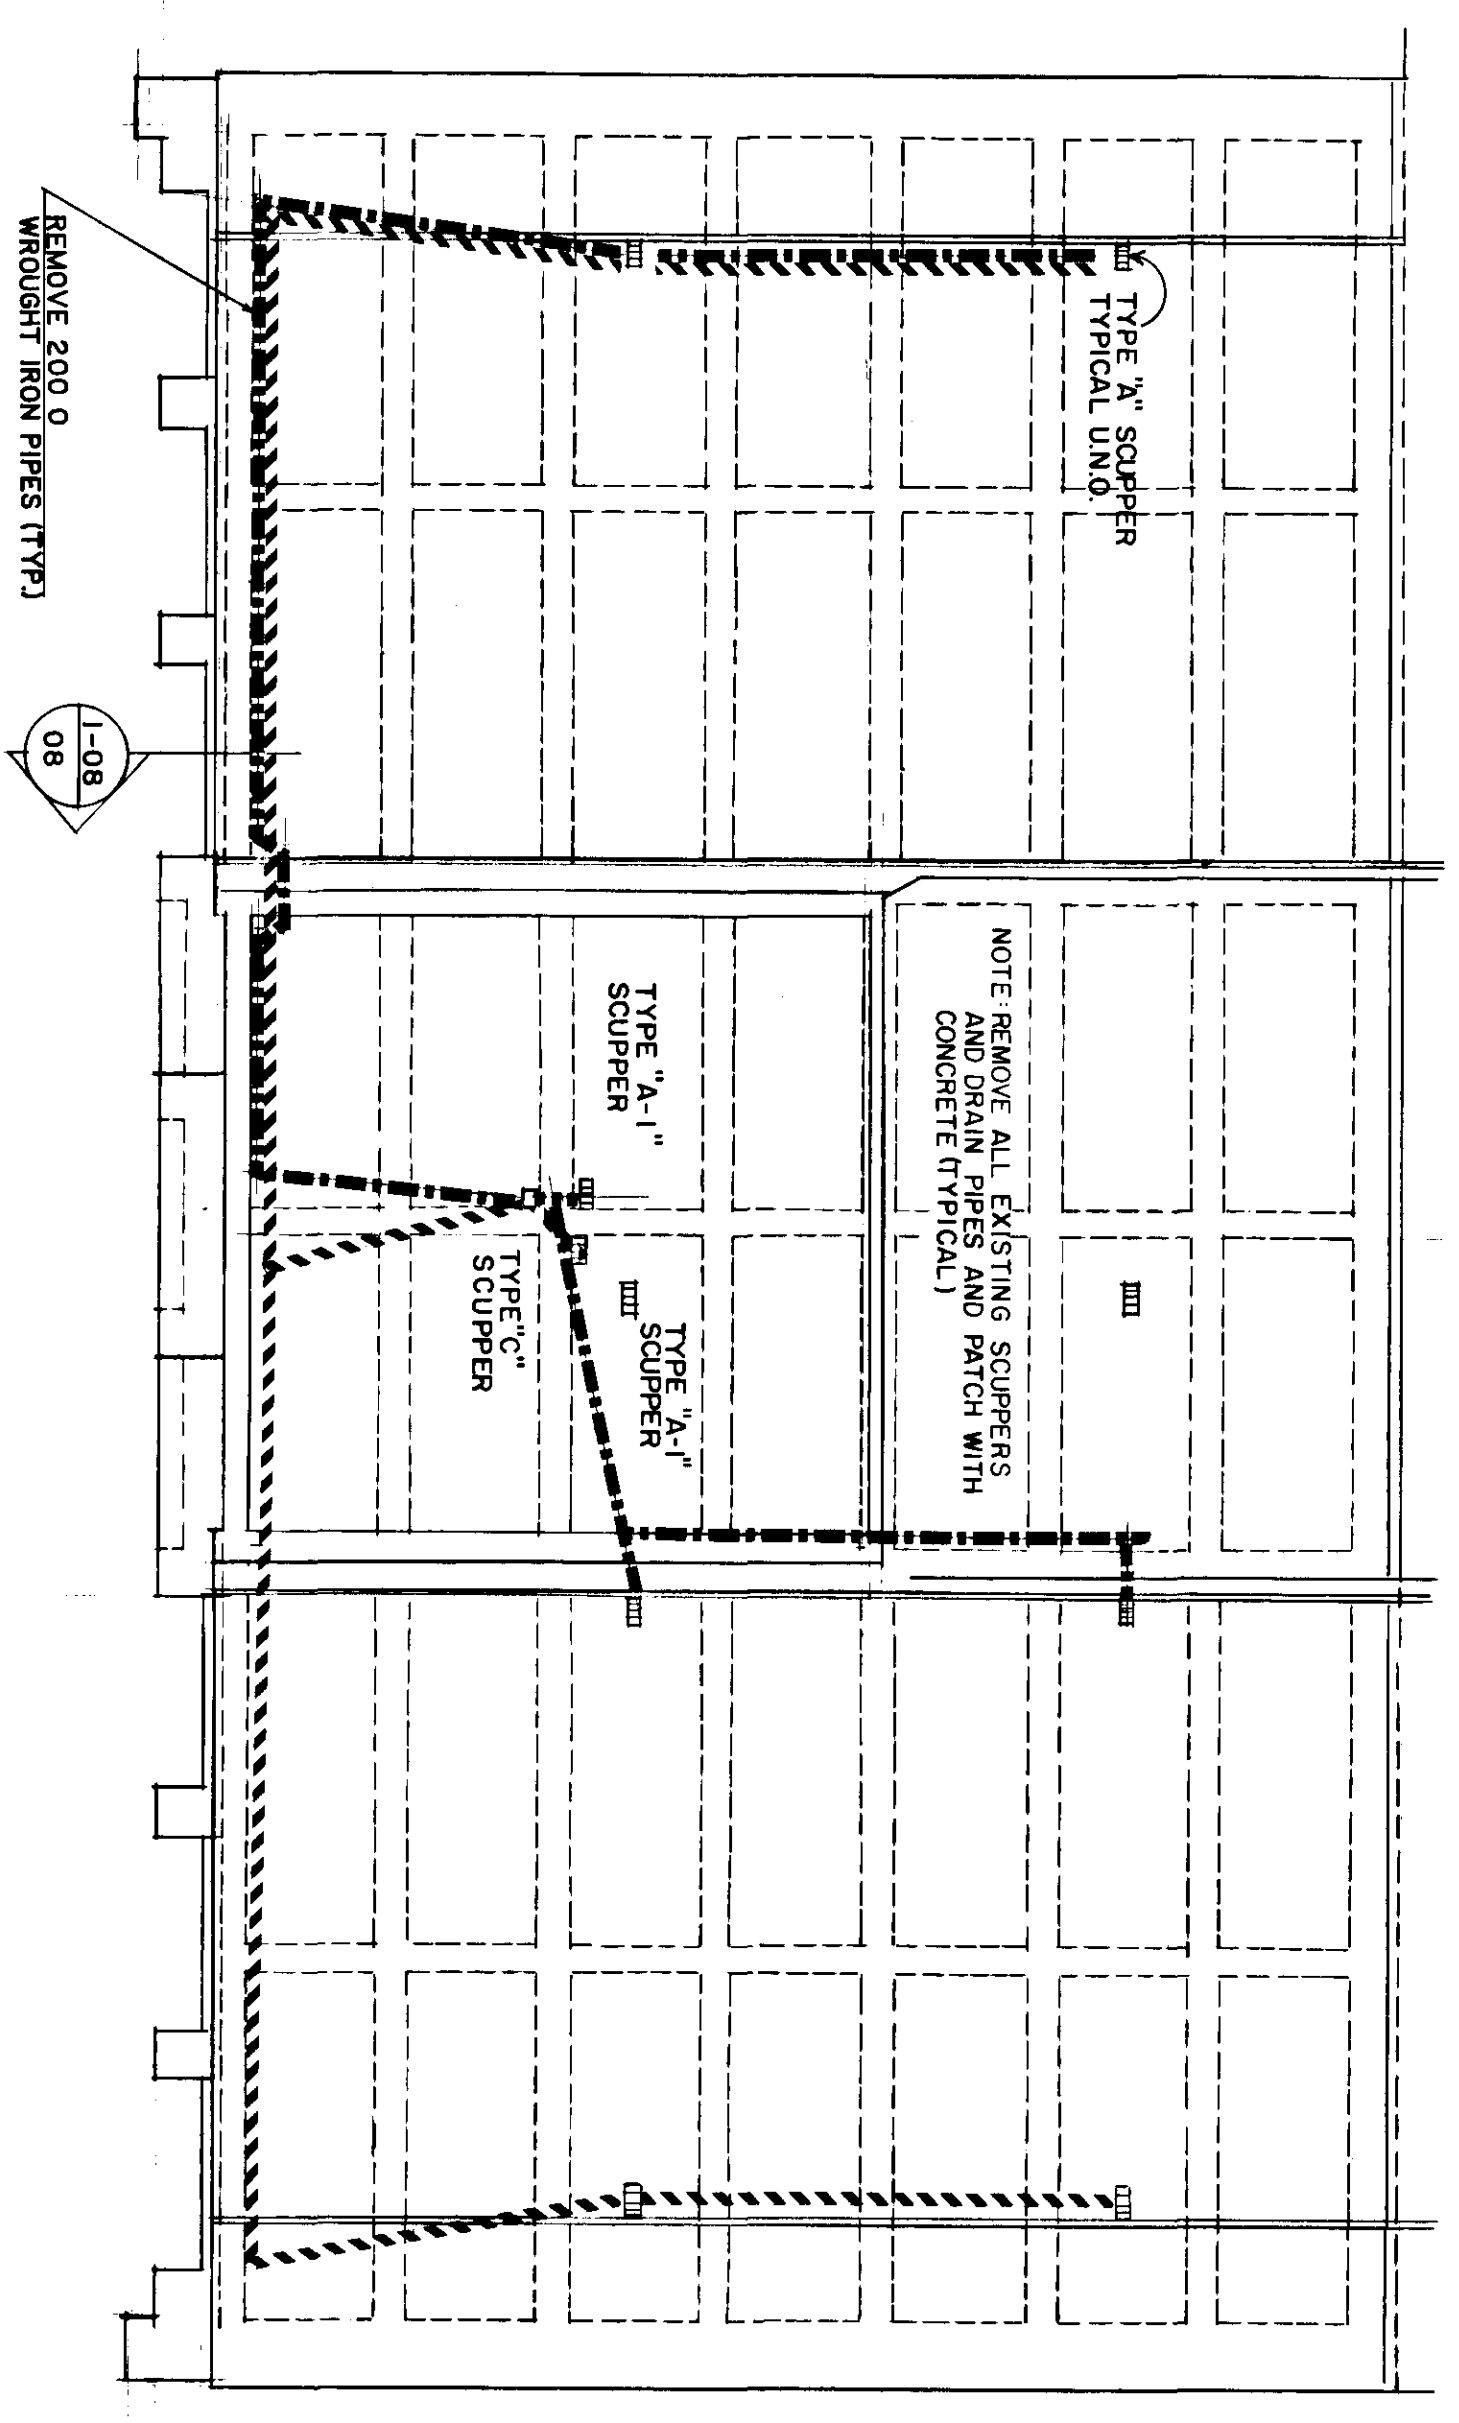 TYPE "A" SCUPPER
TYPICAL U.N.O.
NOTE: REMOVE ALL EXISTING SCUPPERS
AND DRAIN PIPES AND PATCH WITH
CONCRETE (TYPICAL)
TYPE "A-1"
SCUPPER
TYPE "A-1"
SCUPPER
TYPE "C"
SCUPPER
REMOVE 200 O
WROUGHT IRON PIPES (TYP.)
1-08
08